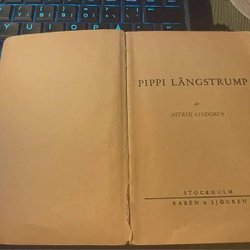 PIPPI LÅNGSTRUMP
AV
ASTRID LINDGREN
STOCKHOLM
RABÉN & SJÖGREN